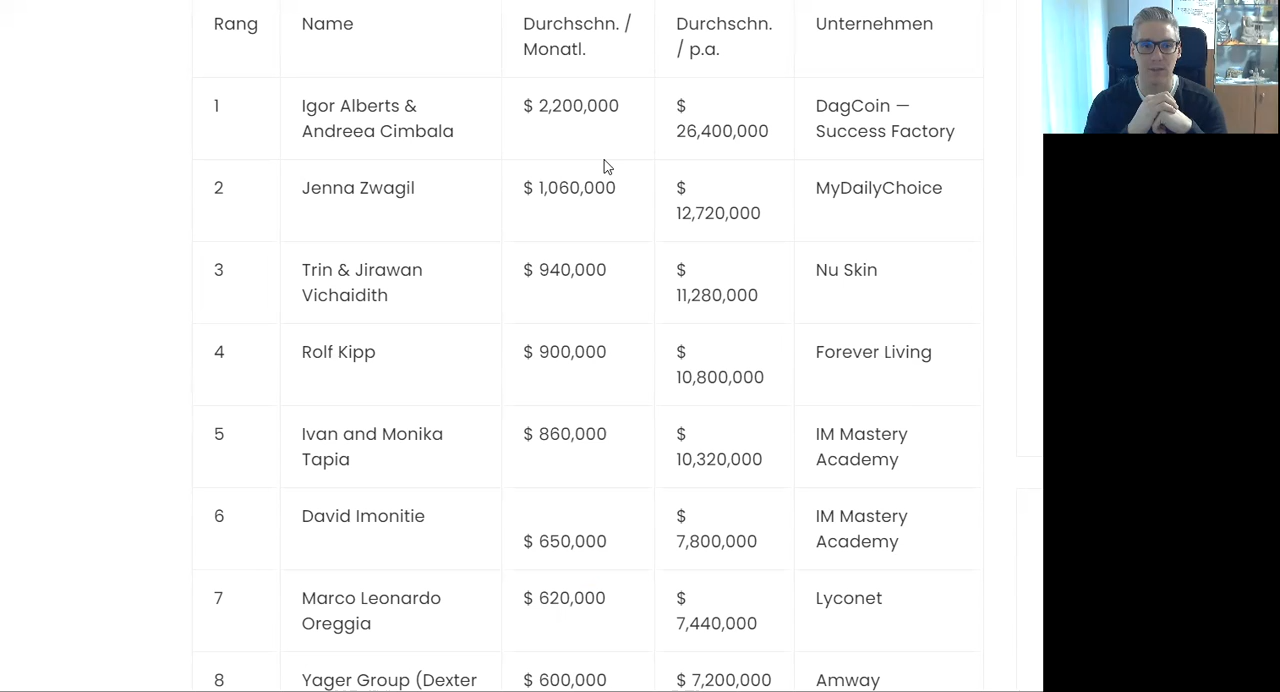 Rang Name Durchschn. / Durchschn. Unternehmen
Monatl. / p.a.
1 Igor Alberts & $ 2,200,000 $ DagCoin —
Andreea Cimbala 26,400,000 Success Factory
2 Jenna Zwagil $ 1,060,000 $ MyDailyChoice
12,720,000
3 Trin & Jirawan $ 940,000 $ Nu Skin
Vichaidith 11,280,000
4 Rolf Kipp $ 900,000 $ Forever Living
10,800,000
5 Ivan and Monika $ 860,000 $ IM Mastery
Tapia 10,320,000 Academy
6 David Imonitie $ IM Mastery
$ 650,000 7,800,000 Academy
7 Marco Leonardo $ 620,000 $ Lyconet
Oreggia 7,440,000
8 Yager Group (Dexter $ 600,000 $ 7,200,000 Amway